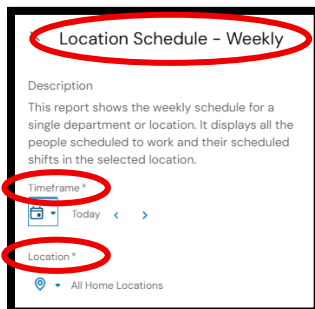 Location Schedule - Weekly
Description
This report shows the weekly schedule for a
single department or location. It displays all the
people scheduled to work and their scheduled
shifts in the selected location.
Timeframe *
Today
Location *
All Home Locations